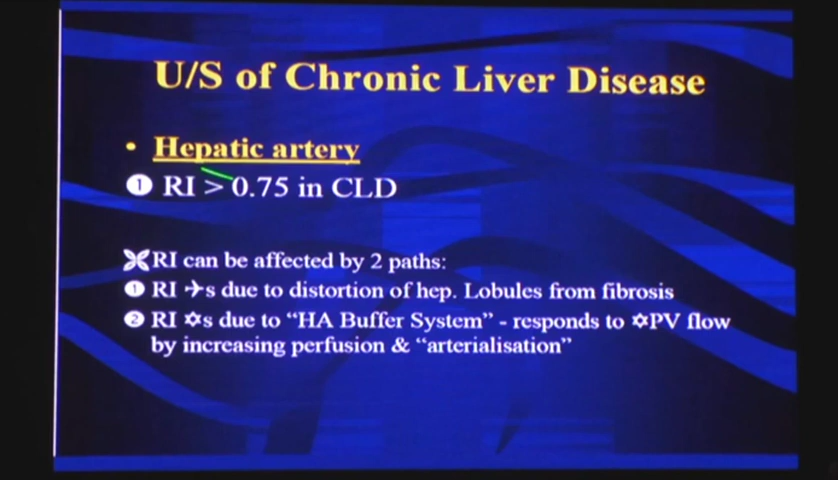 U/S of Chronic Liver Disease
• Hepatic artery
❶ RI > 0.75 in CLD
⌘RI can be affected by 2 paths:
❶ RI ✈s due to distortion of hep. Lobules from fibrosis
❷ RI ✡s due to “HA Buffer System” - responds to ✡PV flow
by increasing perfusion & “arterialisation”